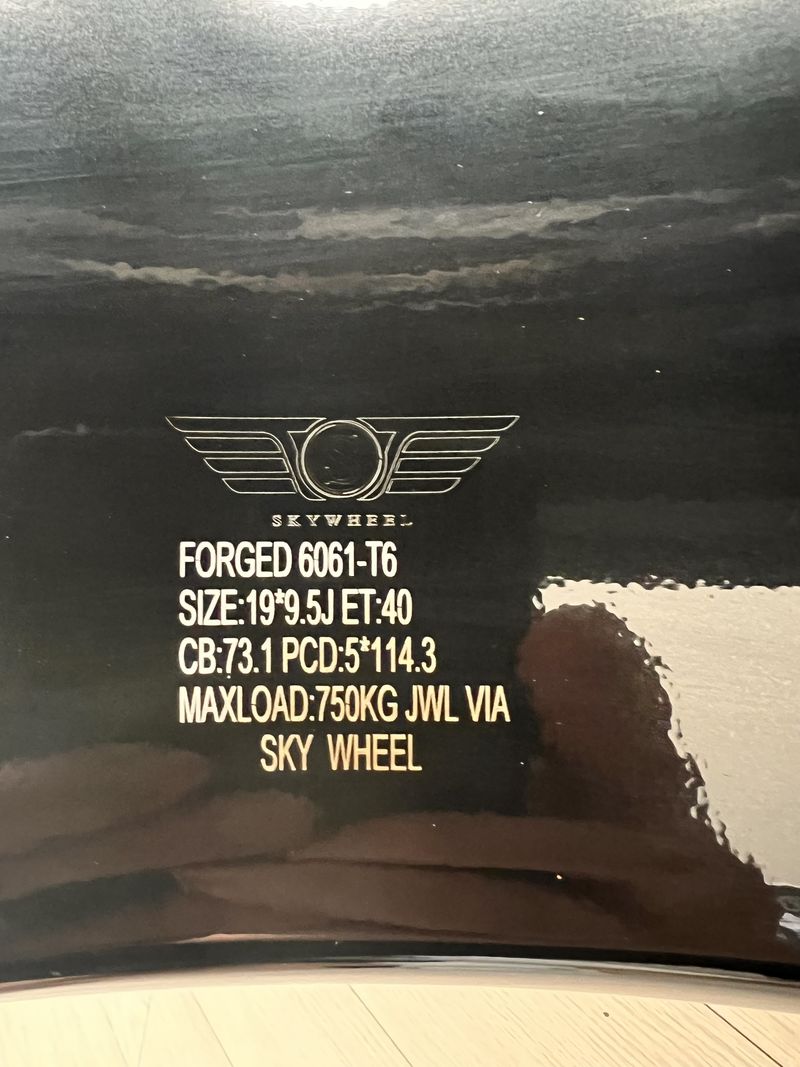 SKYWHEEL
FORGED 6061-T6
SIZE:19*9.5J ET:40
CB:73.1 PCD:5*114.3
MAXLOAD:750KG JWL VIA
SKY WHEEL